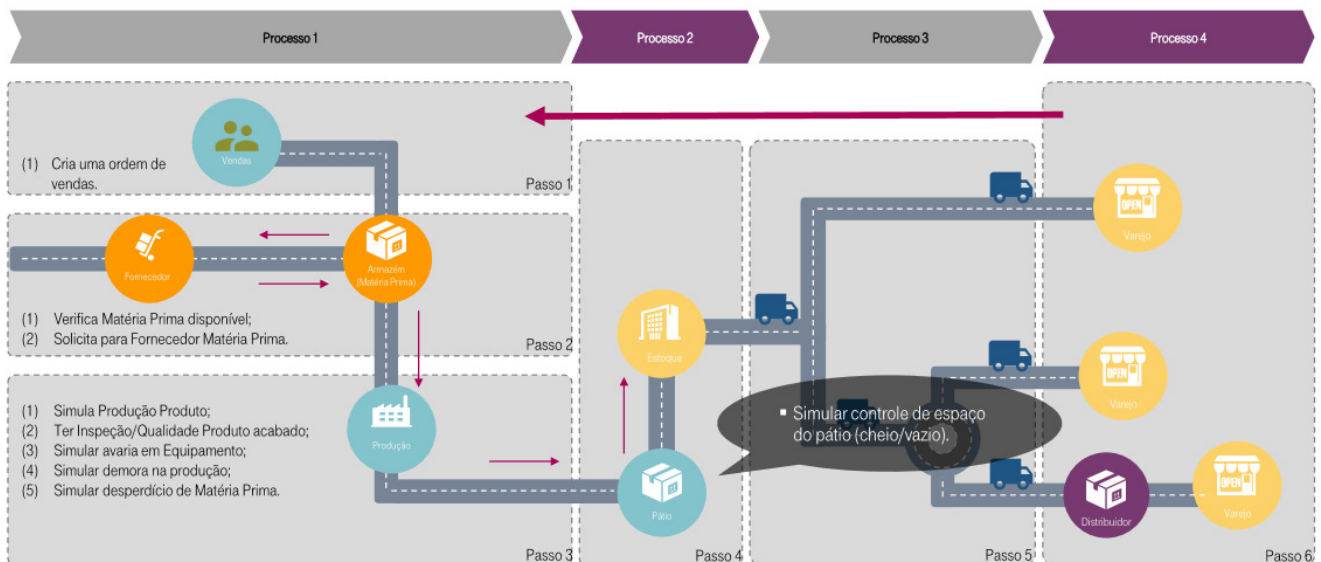 Processo 1
Processo 2
Processo 3
Processo 4
Vendas
(1) Cria uma ordem de
vendas.
Passo 1
Fornecedor
Armazém
(Matéria Prima)
(1) Verifica Matéria Prima disponível;
(2) Solicita para Fornecedor Matéria Prima.
Passo 2
(1) Simula Produção Produto;
(2) Ter Inspeção/Qualidade Produto acabado;
(3) Simular avaria em Equipamento;
(4) Simular demora na produção;
(5) Simular desperdício de Matéria Prima.
Produção
Passo 3
Estoque
Pátio
Passo 4
▪ Simular controle de espaço
do pátio (cheio/vazio).
Passo 5
OPEN
Varejo
OPEN
Varejo
Distribuidor
OPEN
Varejo
Passo 6